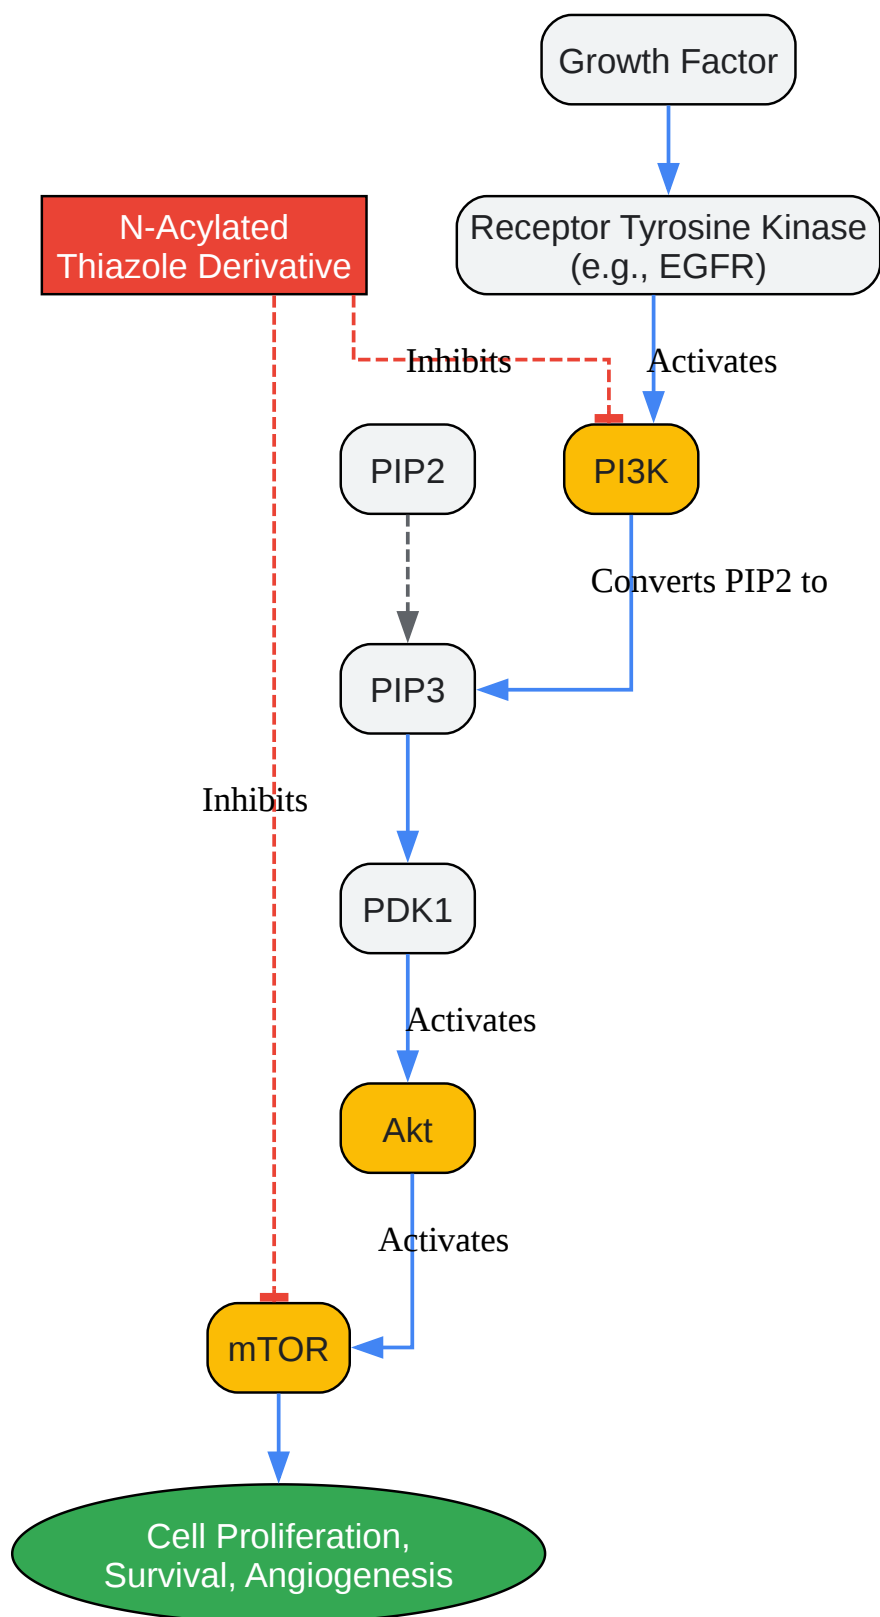 Growth Factor
N-Acylated
Thiazole Derivative
Receptor Tyrosine Kinase
(e.g., EGFR)
Inhibits
Activates
PIP2
PI3K
Converts PIP2 to
PIP3
Inhibits
PDK1
Activates
Akt
Activates
mTOR
Cell Proliferation,
Survival, Angiogenesis